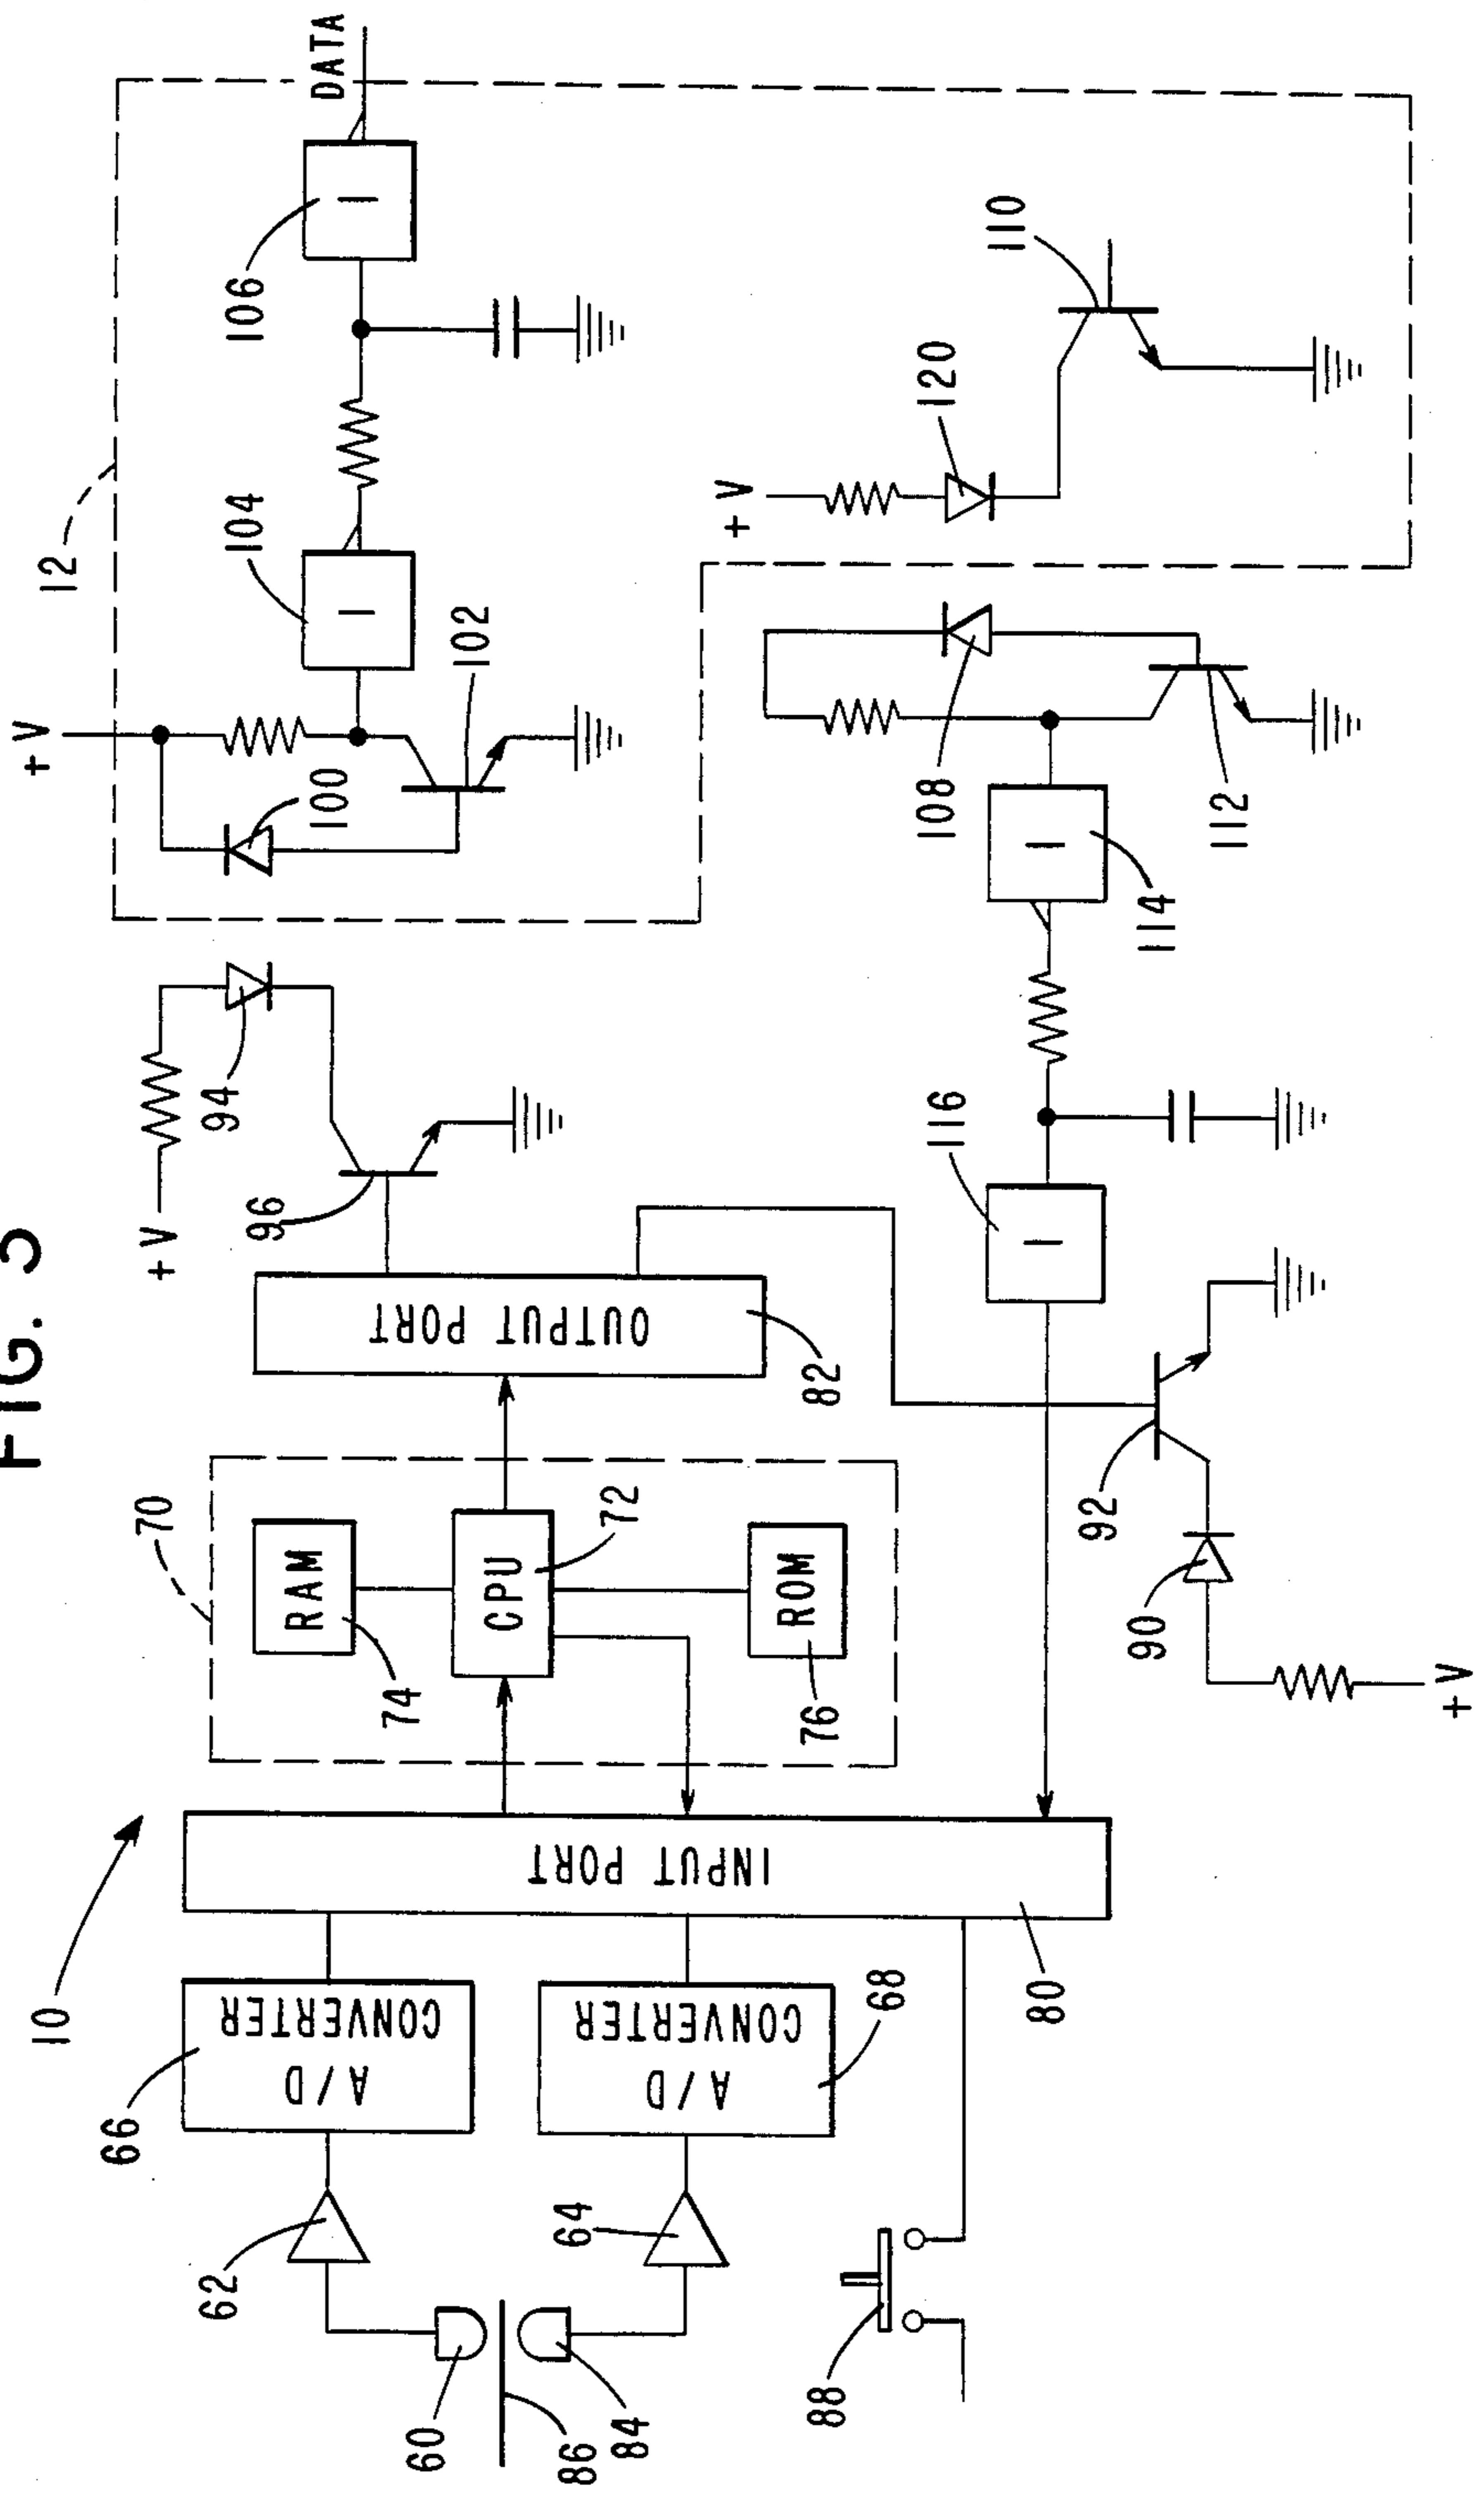 FIG.
10
12
+V
+V
66
62
A/D CONVERTER
60
86
84
64
A/D CONVERTER
68
88
INPUT PORT
80
70
RAM
74
CPU
72
ROM
76
OUTPUT PORT
82
96
94
100
102
104
I
106
I
DATA
+V
120
110
108
112
114
I
116
I
92
90
+V